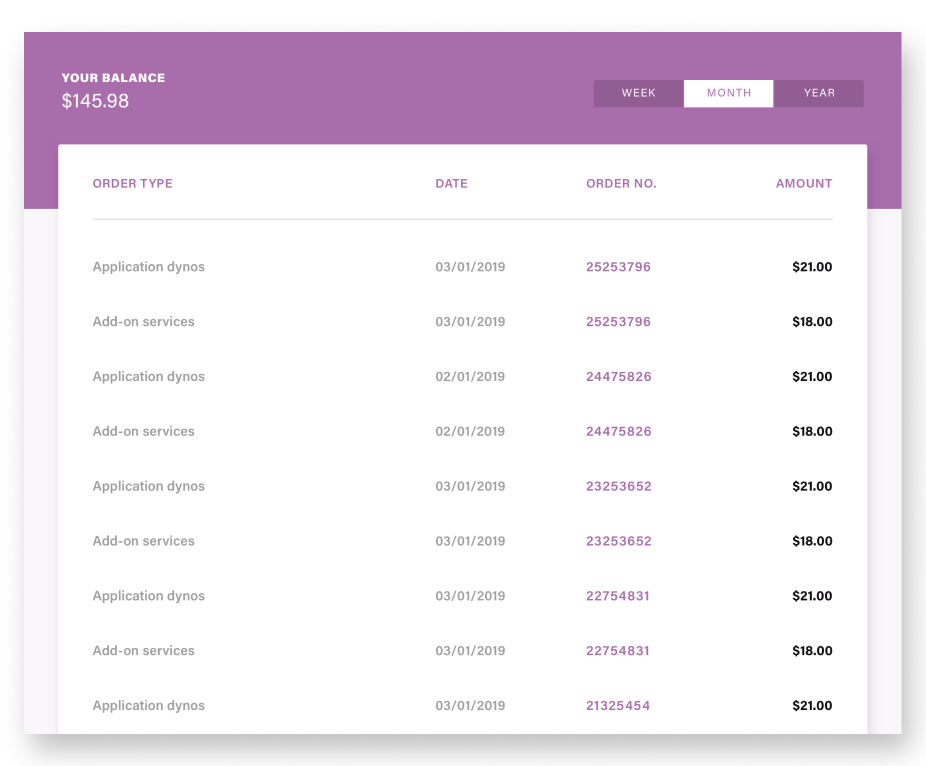 YOUR BALANCE
$145.98
WEEK MONTH YEAR
ORDER TYPE DATE ORDER NO. AMOUNT
Application dynos 03/01/2019 25253796 $21.00
Add-on services 03/01/2019 25253796 $18.00
Application dynos 02/01/2019 24475826 $21.00
Add-on services 02/01/2019 24475826 $18.00
Application dynos 03/01/2019 23253652 $21.00
Add-on services 03/01/2019 23253652 $18.00
Application dynos 03/01/2019 22754831 $21.00
Add-on services 03/01/2019 22754831 $18.00
Application dynos 03/01/2019 21325454 $21.00